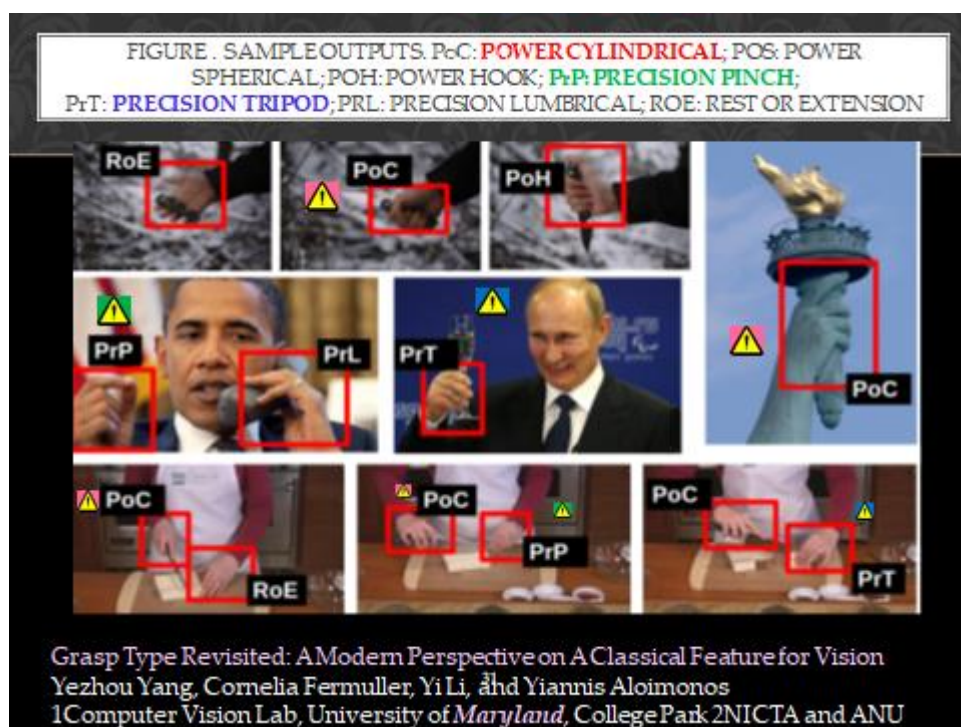 FIGURE . SAMPLE OUTPUTS. PoC: POWER CYLINDRICAL; POS: POWER
SPHERICAL; POH: POWER HOOK; PrP: PRECISION PINCH;
PrT: PRECISION TRIPOD; PRL: PRECISION LUMBRICAL; ROE: REST OR EXTENSION
RoE
PoC
PoH
PrP
PrL
PrT
PoC
PoC
RoE
PoC
PrP
PoC
PrT
Grasp Type Revisited: A Modern Perspective on A Classical Feature for Vision
Yezhou Yang, Cornelia Fermuller, Yi Li, and Yiannis Aloimonos
1Computer Vision Lab, University of Maryland, College Park 2NICTA and ANU